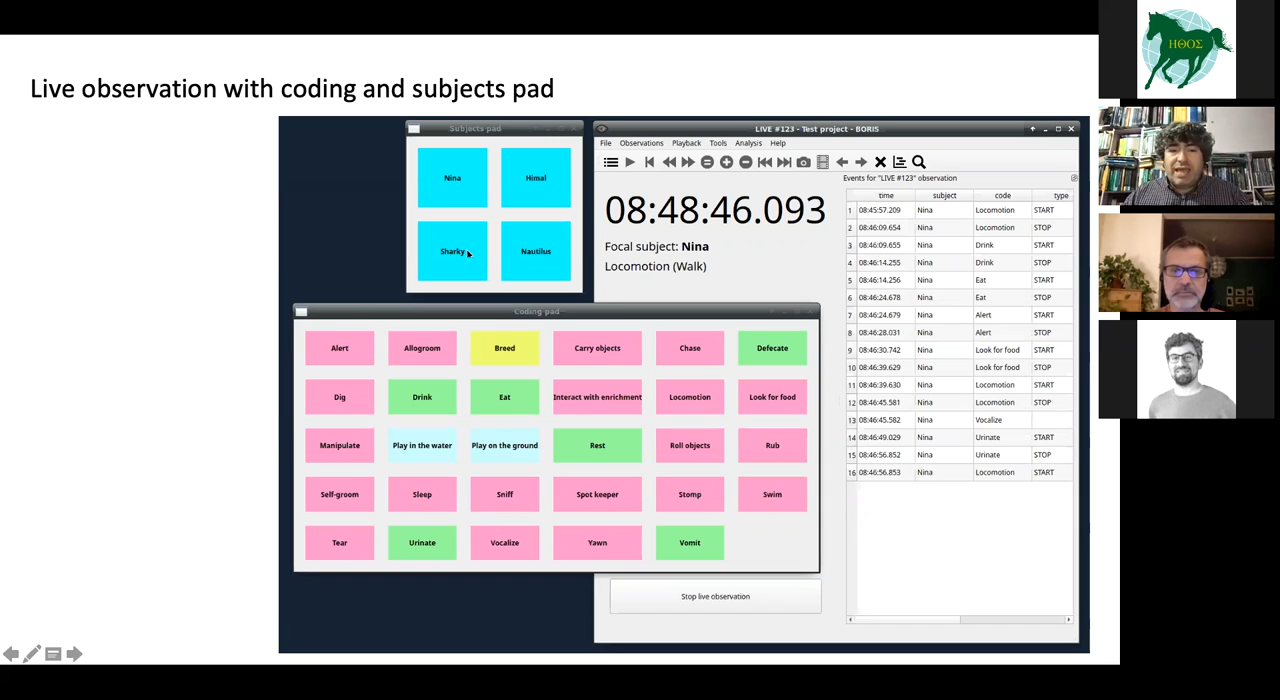 Live observation with coding and subjects pad
Subjects pad
Nina
Himal
Sharky
Nautilus
LIVE #123 - Test project - BORIS
File Observations Playback Tools Analysis Help
Events for "LIVE #123" observation
08:48:46.093
Focal subject: Nina
Locomotion (Walk)
time subject code type
1 08:45:57.209 Nina Locomotion START
2 08:46:09.654 Nina Locomotion STOP
3 08:46:09.655 Nina Drink START
4 08:46:14.255 Nina Drink STOP
5 08:46:14.256 Nina Eat START
6 08:46:24.678 Nina Eat STOP
7 08:46:24.679 Nina Alert START
8 08:46:28.031 Nina Alert STOP
9 08:46:30.742 Nina Look for food START
10 08:46:39.629 Nina Look for food STOP
11 08:46:39.630 Nina Locomotion START
12 08:46:45.581 Nina Locomotion STOP
13 08:46:45.582 Nina Vocalize
14 08:46:49.029 Nina Urinate START
15 08:46:56.852 Nina Urinate STOP
16 08:46:56.853 Nina Locomotion START
Coding pad
Alert Allogroom Breed Carry objects Chase Defecate
Dig Drink Eat Interact with enrichment Locomotion Look for food
Manipulate Play in the water Play on the ground Rest Roll objects Rub
Self-groom Sleep Sniff Spot keeper Stomp Swim
Tear Urinate Vocalize Yawn Vomit
Stop live observation
ΗΘΟΣ